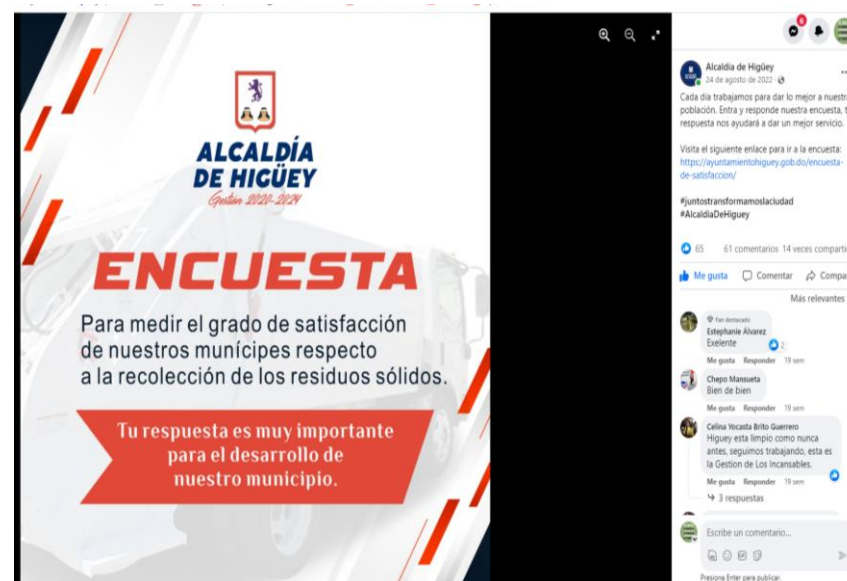 ALCALDÍA
DE HIGÜEY
Gestión 2020-2024
ENCUESTA
Para medir el grado de satisfacción
de nuestros munícipes respecto
a la recolección de los residuos sólidos.
Tu respuesta es muy importante
para el desarrollo de
nuestro municipio.
6
Alcaldía de Higüey
24 de agosto de 2022
Cada día trabajamos para dar lo mejor a nuestra
población. Entra y responde nuestra encuesta, t
respuesta nos ayudará a dar un mejor servicio.
Visita el siguiente enlace para ir a la encuesta:
https://ayuntamientohiguey.gob.do/encuesta-
de-satisfaccion/
#juntostransformamoslaciudad
#AlcaldiaDeHiguey
65 61 comentarios 14 veces comparti
Me gusta Comentar Compar
Más relevantes
Fan destacado
Estephanie Álvarez
Exelente
2
Me gusta Responder 19 sem
Chepo Mansueta
Bien de bien
Me gusta Responder 19 sem
Celina Yocasta Brito Guerrero
Higuey esta limpio como nunca
antes, seguimos trabajando, esta es
la Gestion de Los Incansables.
Me gusta Responder 19 sem
3 respuestas
Escribe un comentario...
Presiona Enter para publicar.